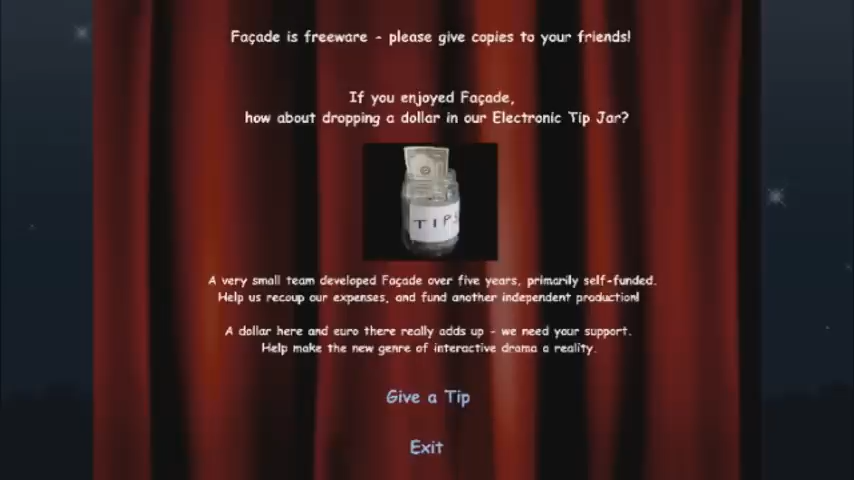 Façade is freeware - please give copies to your friends!
If you enjoyed Façade,
how about dropping a dollar in our Electronic Tip Jar?
TIPS
A very small team developed Façade over five years, primarily self-funded.
Help us recoup our expenses, and fund another independent production!
A dollar here and euro there really adds up - we need your support.
Help make the new genre of interactive drama a reality.
Give a Tip
Exit